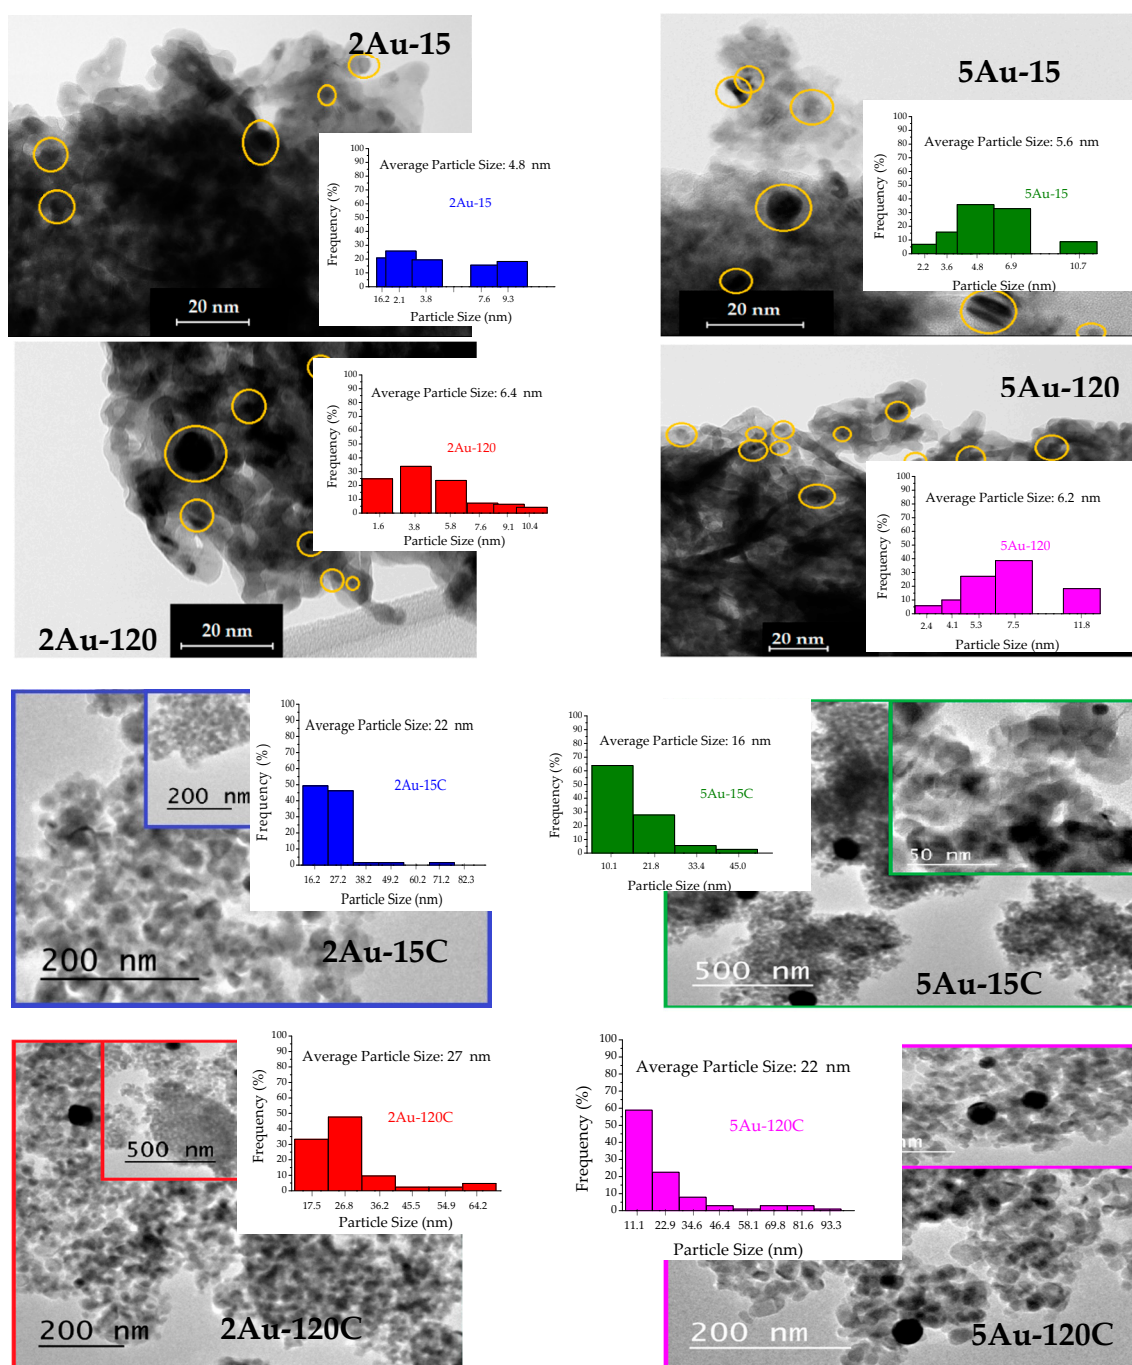 2Au-15
100
90
80
70
60
50
40
30
20
10
0
Frequency (%)
Average Particle Size: 4.8 nm
2Au-15
16.2 2.1 3.8 7.6 9.3
Particle Size (nm)
20 nm
5Au-15
100
90
80
70
60
50
40
30
20
10
0
Frequency (%)
Average Particle Size: 5.6 nm
5Au-15
2.2 3.6 4.8 6.9 10.7
Particle Size (nm)
20 nm
100
90
80
70
60
50
40
30
20
10
0
Frequency (%)
Average Particle Size: 6.4 nm
2Au-120
1.6 3.8 5.8 7.6 9.1 10.4
Particle Size (nm)
2Au-120
20 nm
5Au-120
100
90
80
70
60
50
40
30
20
10
0
Frequency (%)
Average Particle Size: 6.2 nm
5Au-120
2.4 4.1 5.3 7.5 11.8
Particle Size (nm)
20 nm
200 nm
100
90
80
70
60
50
40
30
20
10
0
Frequency (%)
Average Particle Size: 22 nm
2Au-15C
16.2 27.2 38.2 49.2 60.2 71.2 82.3
Particle Size (nm)
200 nm
2Au-15C
100
90
80
70
60
50
40
30
20
10
0
Frequency (%)
Average Particle Size: 16 nm
5Au-15C
10.1 21.8 33.4 45.0
Particle Size (nm)
50 nm
500 nm
5Au-15C
500 nm
100
90
80
70
60
50
40
30
20
10
0
Frequency (%)
Average Particle Size: 27 nm
2Au-120C
17.5 26.8 36.2 45.5 54.9 64.2
Particle Size (nm)
200 nm
2Au-120C
100
90
80
70
60
50
40
30
20
10
0
Frequency (%)
Average Particle Size: 22 nm
5Au-120C
11.1 22.9 34.6 46.4 58.1 69.8 81.6 93.3
Particle Size (nm)
nm
200 nm
5Au-120C